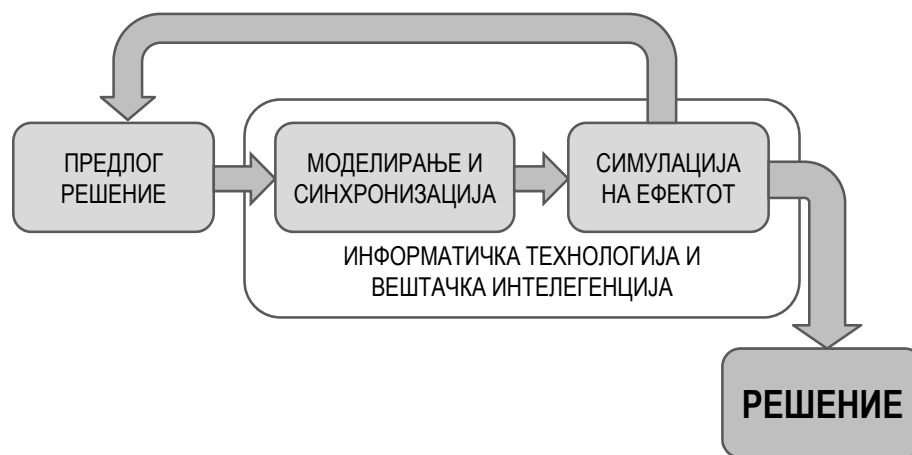 ПРЕДЛОГ
РЕШЕНИЕ
МОДЕЛИРАЊЕ И
СИНХРОНИЗАЦИЈА
СИМУЛАЦИЈА
НА ЕФЕКТОТ
ИНФОРМАТИЧКА ТЕХНОЛОГИЈА И
ВЕШТАЧКА ИНТЕЛЕГЕНЦИЈА
РЕШЕНИЕ